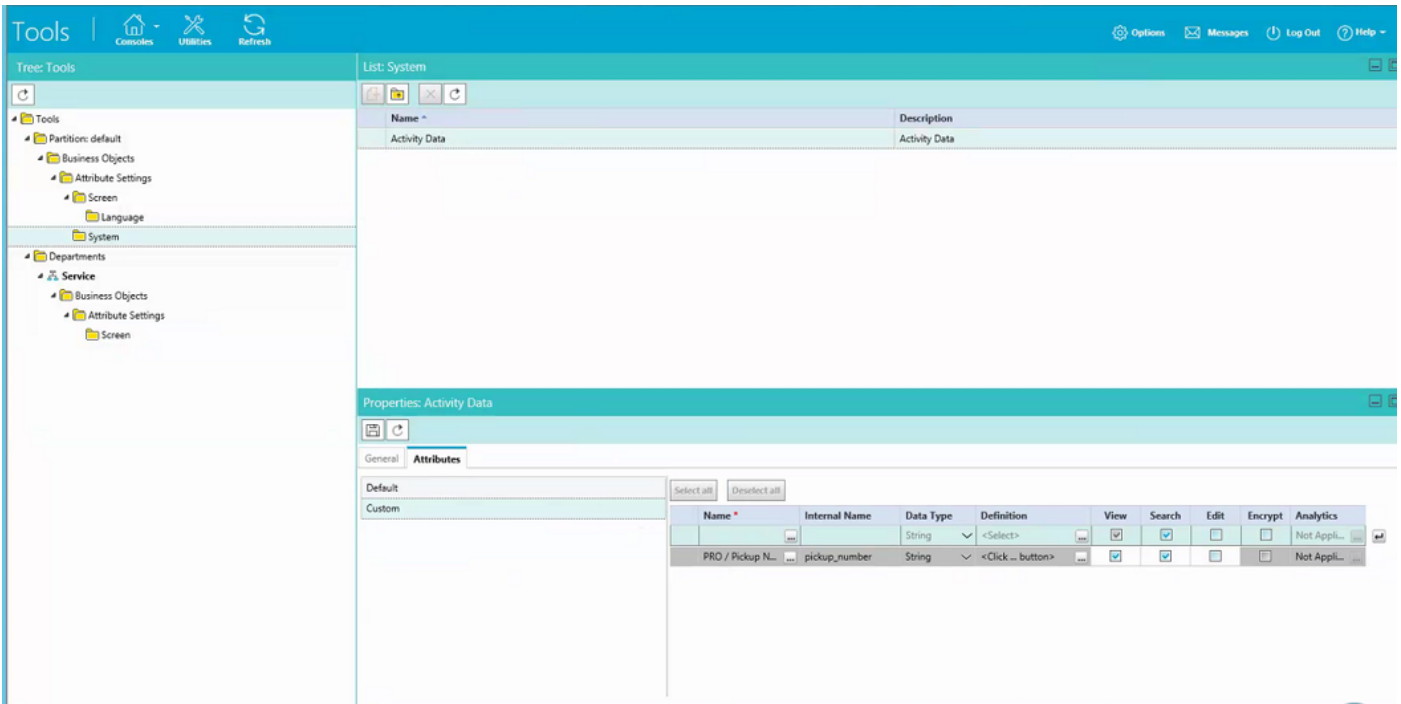 Tools Consoles Utilities Refresh Options Messages Log Out Help
Tree: Tools
List: System
Tools
Partition: default
Business Objects
Attribute Settings
Screen
Language
System
Departments
Service
Business Objects
Attribute Settings
Screen
Name Description
Activity Data Activity Data
Properties: Activity Data
General Attributes
Default
Custom
Select all Deselect all
Name * Internal Name Data Type Definition View Search Edit Encrypt Analytics
... String <Select> ... Not Appli... ...
PRO / Pickup N... ... pickup_number String <Click ... button> ... Not Appli... ...